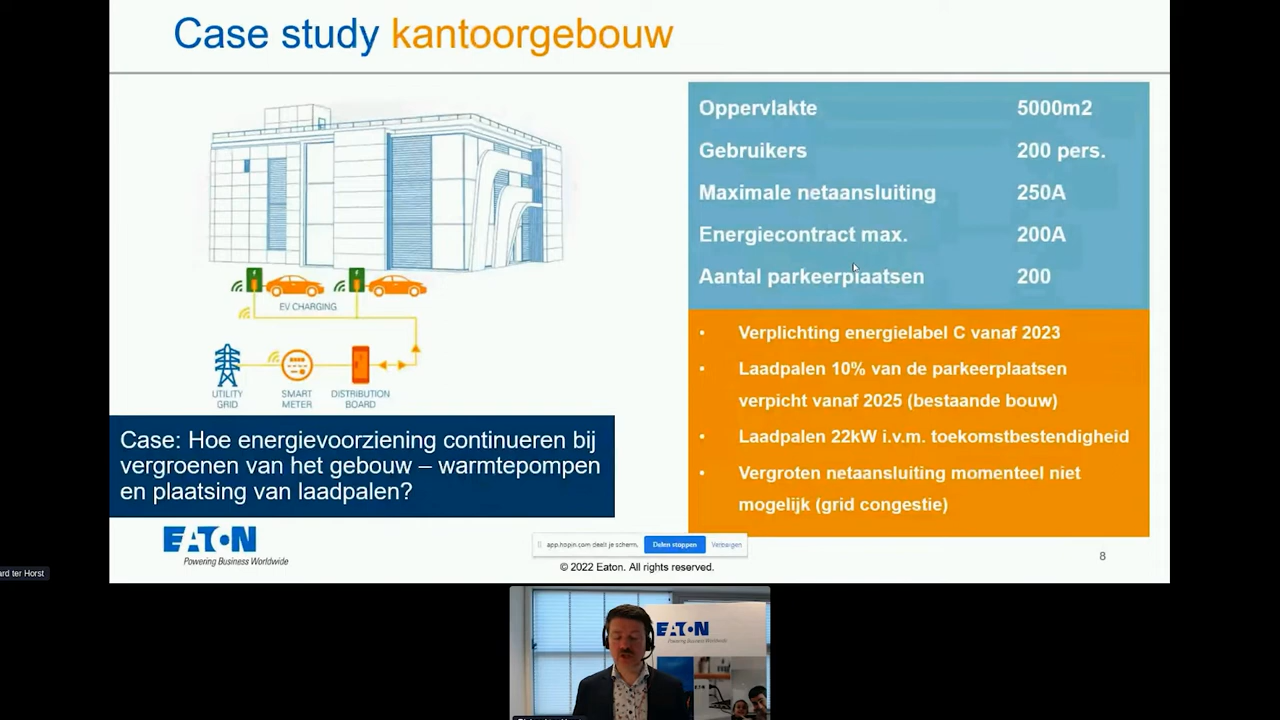 Case study kantoorgebouw
Oppervlakte 5000m2
Gebruikers 200 pers.
Maximale netaansluiting 250A
Energiecontract max. 200A
Aantal parkeerplaatsen 200
EV CHARGING
UTILITY GRID
SMART METER
DISTRIBUTION BOARD
• Verplichting energielabel C vanaf 2023
• Laadpalen 10% van de parkeerplaatsen
verpicht vanaf 2025 (bestaande bouw)
• Laadpalen 22kW i.v.m. toekomstbestendigheid
• Vergroten netaansluiting momenteel niet
mogelijk (grid congestie)
Case: Hoe energievoorziening continueren bij
vergroenen van het gebouw – warmtepompen
en plaatsing van laadpalen?
EATON
Powering Business Worldwide
app.hopin.com deelt je scherm. Delen stoppen Verbergen
© 2022 Eaton. All rights reserved.
8
ard ter Horst
EATON
Powering Business Worldwide